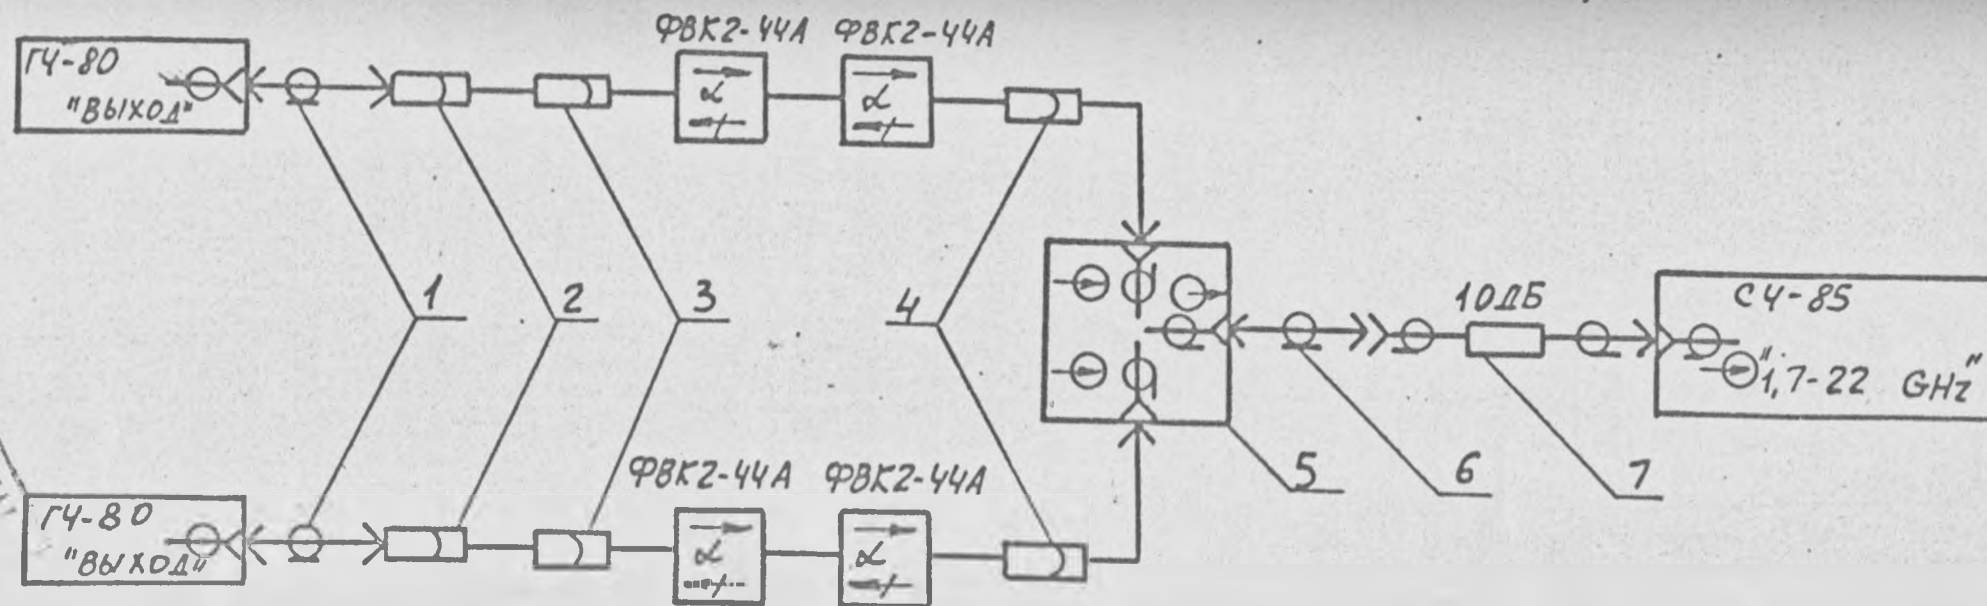 ФВК2-44А ФВК2-44А
Г4-80
"ВЫХОД"
α
α
1
2
3
4
10ДБ
С4-85
"1,7-22 GHz"
5
6
7
ФВК2-44А ФВК2-44А
Г4-80
"ВЫХОД"
α
α